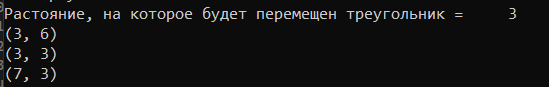 Растояние, на которое будет перемещен треугольник =     3
(3, 6)
(3, 3)
(7, 3)